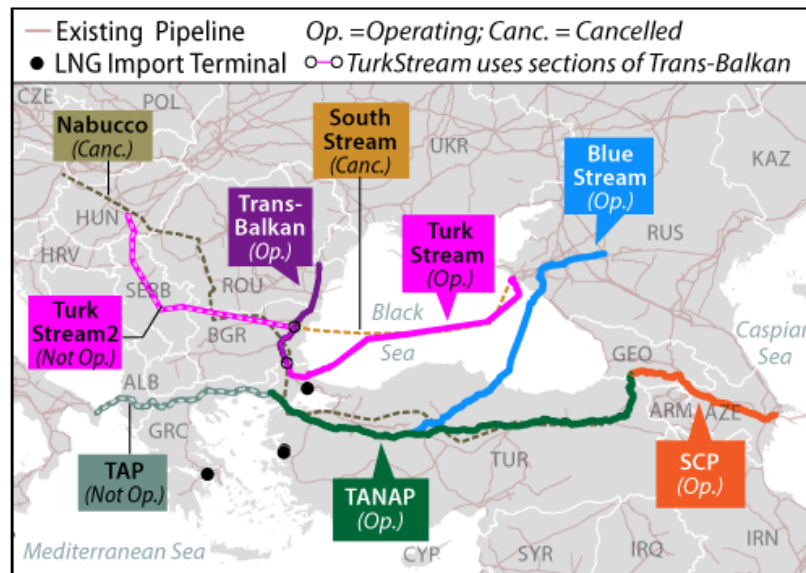 Existing Pipeline
Op. =Operating; Canc. = Cancelled
LNG Import Terminal
TurkStream uses sections of Trans-Balkan
CZE
POL
Nabucco
(Canc.)
South
Stream
(Canc.)
UKR
Blue
Stream
(Op.)
KAZ
Trans-
Balkan
(Op.)
HUN
Turk
Stream
(Op.)
RUS
HRV
SERB
ROU
Turk
Stream2
(Not Op.)
BGR
Black
Sea
Caspian
Sea
ALB
GEO
GRC
ARM
AZE
TAP
(Not Op.)
TANAP
(Op.)
TUR
SCP
(Op.)
Mediterranean Sea
CYP
SYR
IRQ
IRN